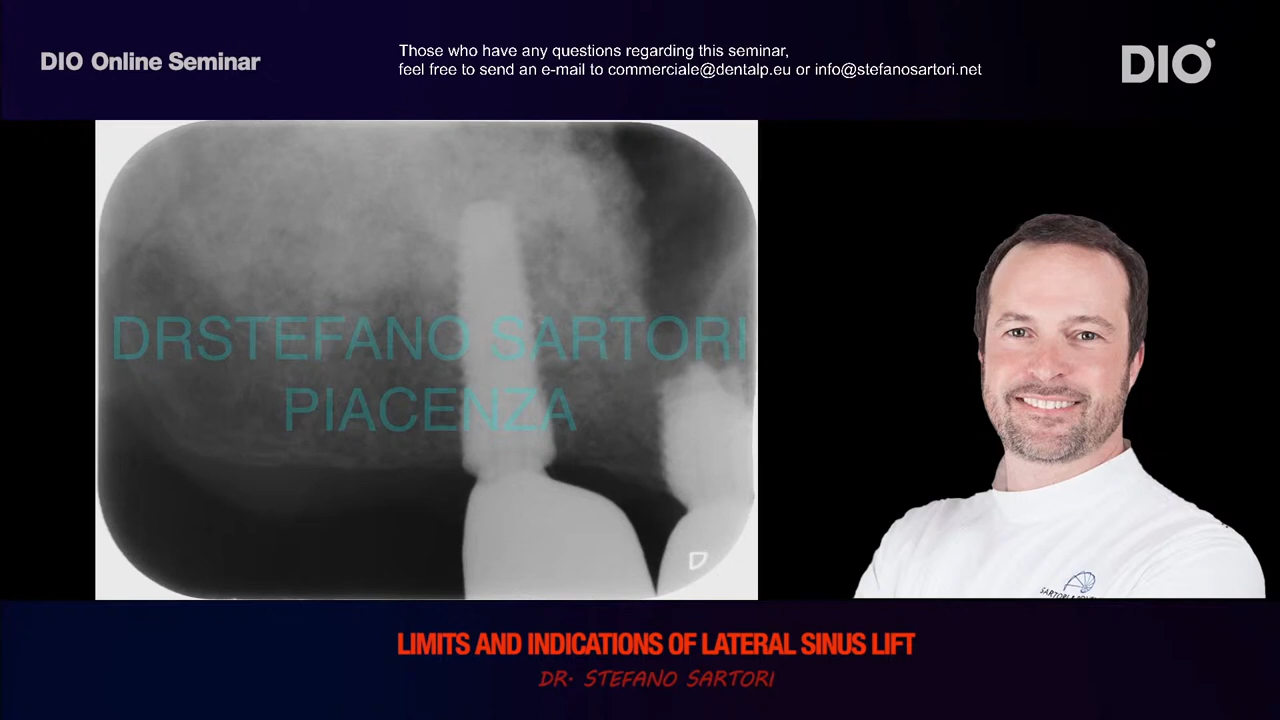 DIO Online Seminar
Those who have any questions regarding this seminar,
feel free to send an e-mail to commerciale@dentalp.eu or info@stefanosartori.net
DIO
DRSTEFANO SARTORI
PIACENZA
D
LIMITS AND INDICATIONS OF LATERAL SINUS LIFT
DR. STEFANO SARTORI